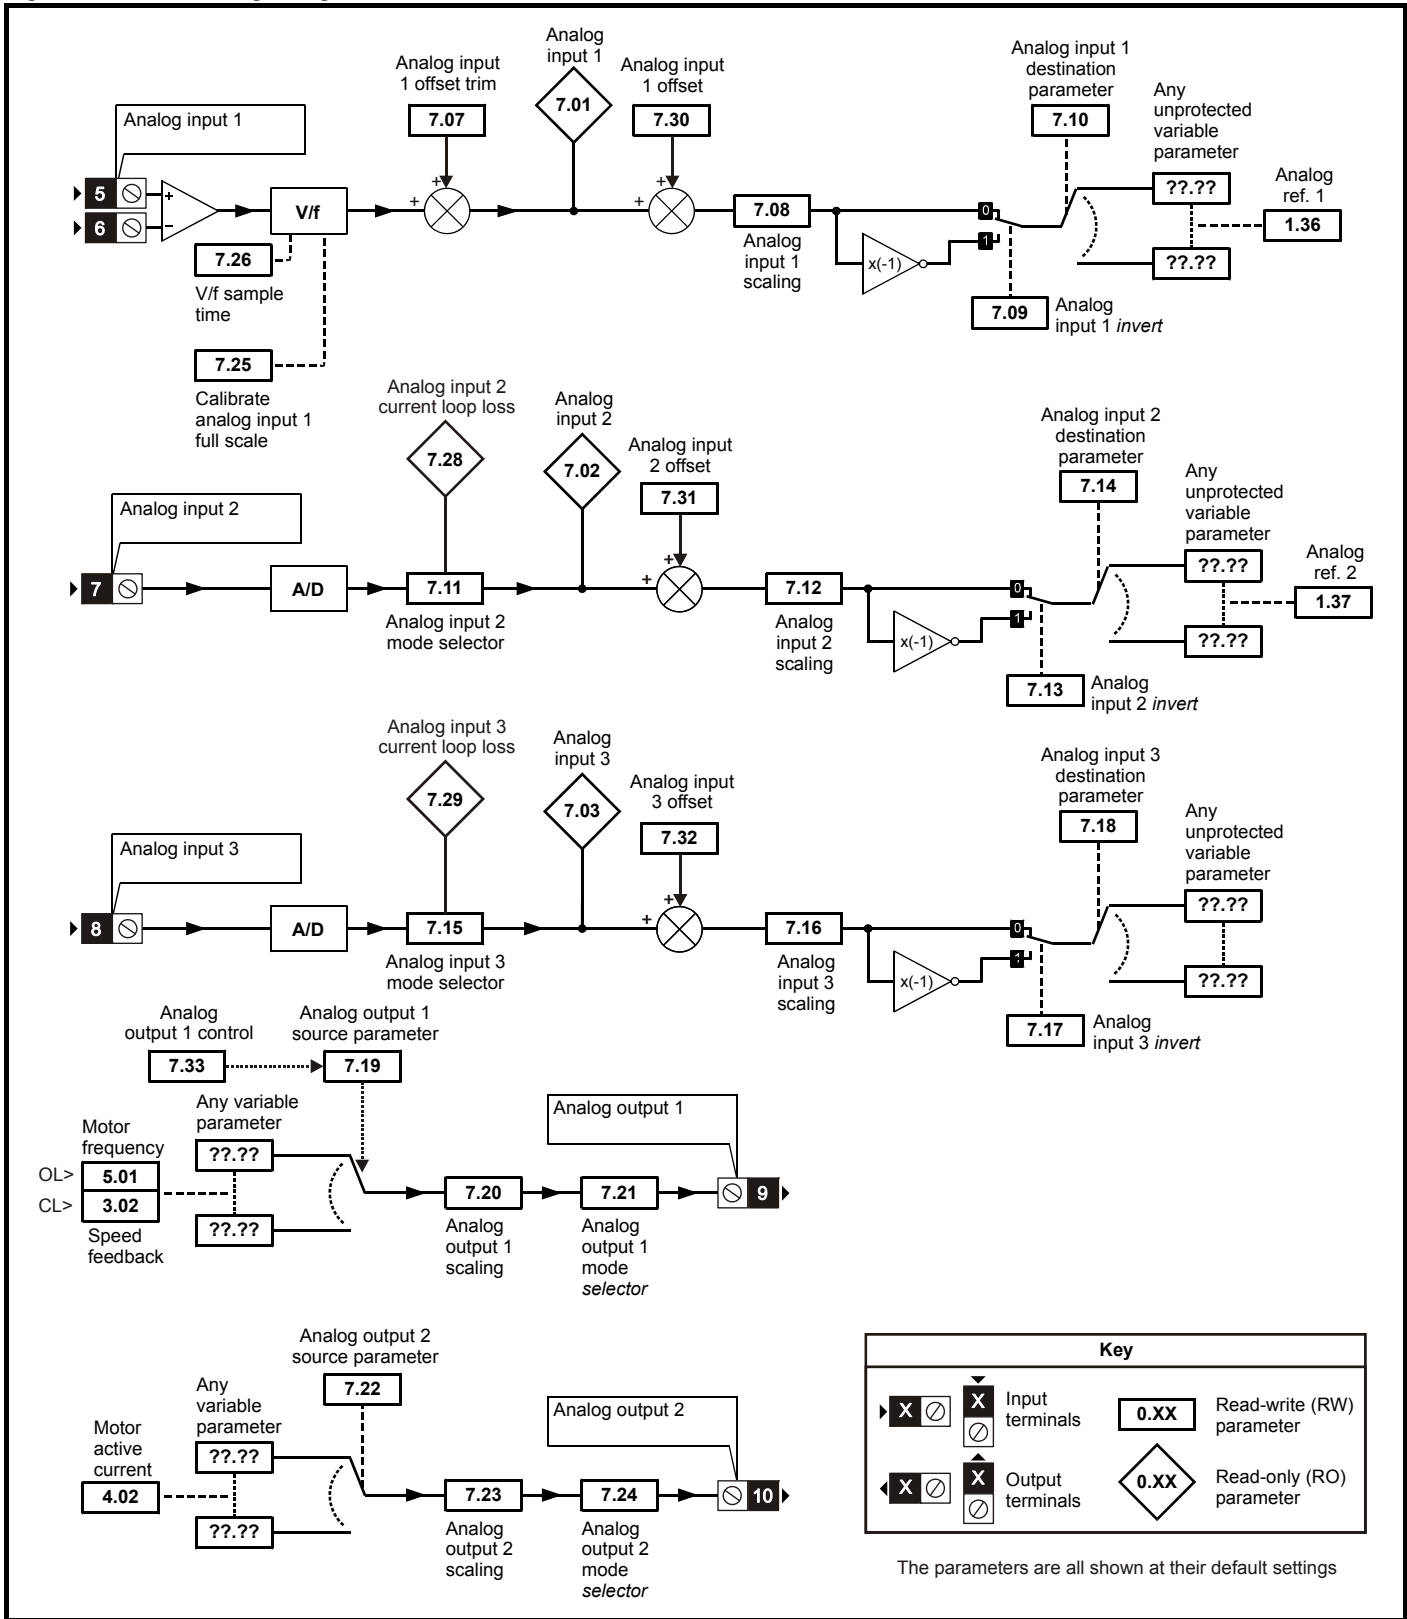 Analog input 1
5
6
+
−
V/f
7.26
V/f sample
time
7.25
Calibrate
analog input 1
full scale
Analog input
1 offset trim
7.07
+
+
Analog
input 1
7.01
Analog input
1 offset
7.30
+
+
7.08
Analog
input 1
scaling
x(-1)
0
1
7.09
Analog
input 1 invert
Analog input 1
destination
parameter
7.10
Any
unprotected
variable
parameter
??.??
??.??
Analog
ref. 1
1.36
Analog input 2
7
A/D
Analog input 2
current loop loss
7.28
7.11
Analog input 2
mode selector
Analog
input 2
7.02
Analog input
2 offset
7.31
+
+
7.12
Analog
input 2
scaling
x(-1)
0
1
7.13
Analog
input 2 invert
Analog input 2
destination
parameter
7.14
Any
unprotected
variable
parameter
??.??
??.??
Analog
ref. 2
1.37
Analog input 3
8
A/D
Analog input 3
current loop loss
7.29
7.15
Analog input 3
mode selector
Analog
input 3
7.03
Analog input
3 offset
7.32
+
+
7.16
Analog
input 3
scaling
x(-1)
0
1
7.17
Analog
input 3 invert
Analog input 3
destination
parameter
7.18
Any
unprotected
variable
parameter
??.??
??.??
Analog
output 1 control
7.33
Analog output 1
source parameter
7.19
Motor
frequency
OL>
5.01
CL>
3.02
Speed
feedback
Any variable
parameter
??.??
??.??
7.20
Analog
output 1
scaling
7.21
Analog
output 1
mode
selector
Analog output 1
9
Analog output 2
source parameter
7.22
Motor
active
current
4.02
Any
variable
parameter
??.??
??.??
7.23
Analog
output 2
scaling
7.24
Analog
output 2
mode
selector
Analog output 2
10
Key
X
X
Input
terminals
X
X
Output
terminals
0.XX
Read-write (RW)
parameter
0.XX
Read-only (RO)
parameter
The parameters are all shown at their default settings